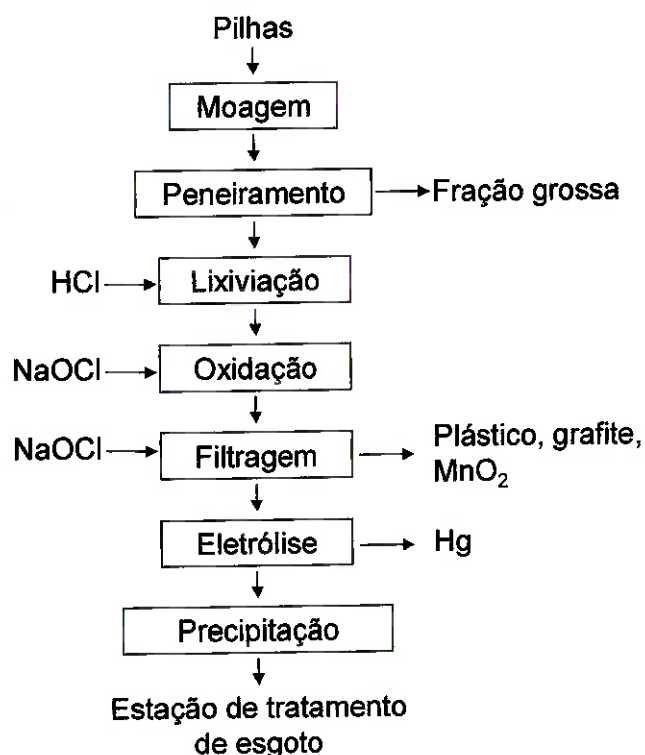 Pilhas
Moagem
Peneiramento
Fração grossa
HCl
Lixiviação
NaOCl
Oxidação
NaOCl
Filtragem
Plástico, grafite,
MnO₂
Eletrólise
Hg
Precipitação
Estação de tratamento
de esgoto